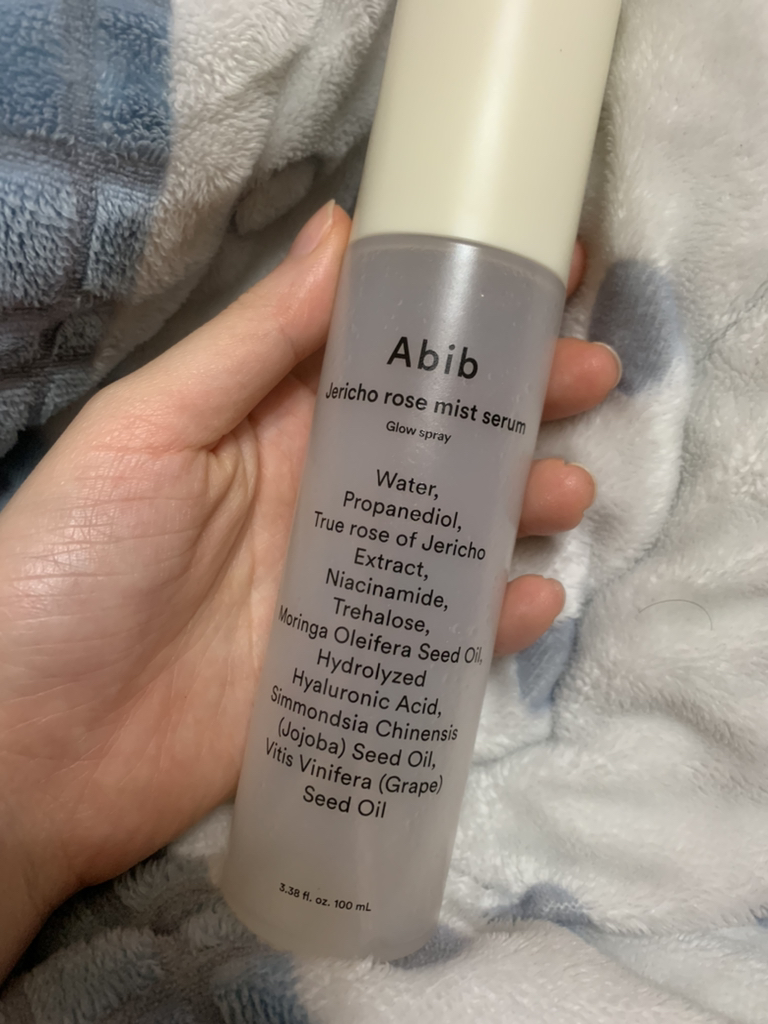 Abib
Jericho rose mist serum
Glow spray
Water,
Propanediol,
True rose of Jericho
Extract,
Niacinamide,
Trehalose,
Moringa Oleifera Seed Oil,
Hydrolyzed
Hyaluronic Acid,
Simmondsia Chinensis
(Jojoba) Seed Oil,
Vitis Vinifera (Grape)
Seed Oil
3.38 fl. oz. 100 mL